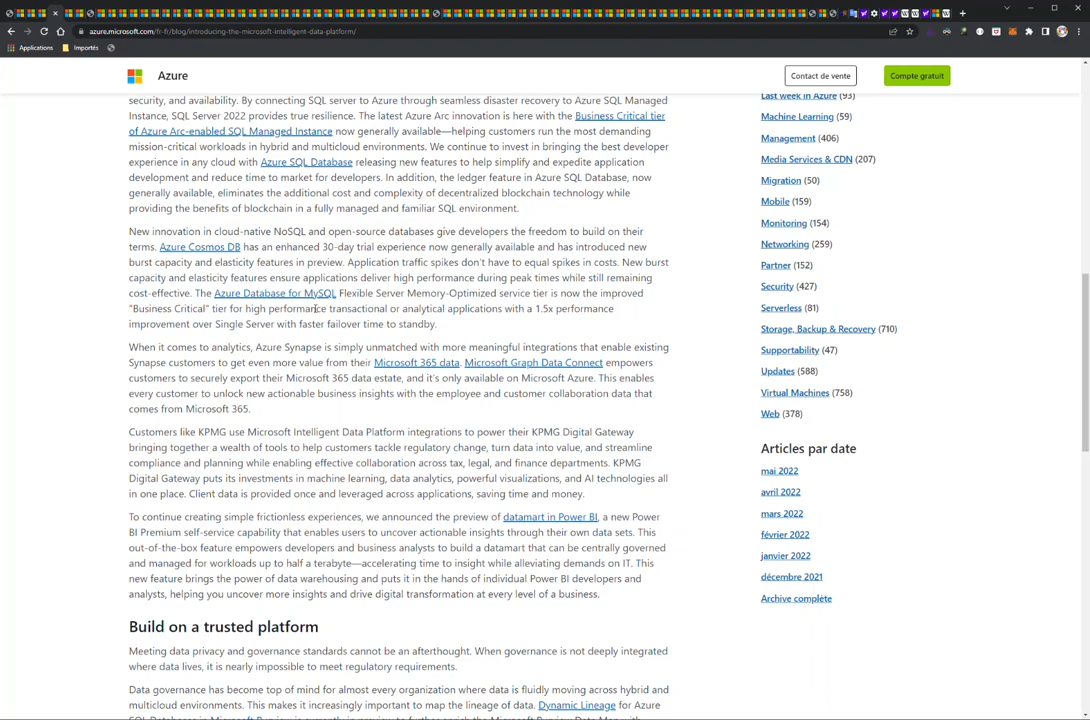 azure.microsoft.com/fr-fr/blog/introducing-the-microsoft-intelligent-data-platform/
Applications
Importés
Azure
Contact de vente
Compte gratuit
security, and availability. By connecting SQL server to Azure through seamless disaster recovery to Azure SQL Managed
Instance, SQL Server 2022 provides true resilience. The latest Azure Arc innovation is here with the Business Critical tier
of Azure Arc-enabled SQL Managed Instance now generally available—helping customers run the most demanding
mission-critical workloads in hybrid and multicloud environments. We continue to invest in bringing the best developer
experience in any cloud with Azure SQL Database releasing new features to help simplify and expedite application
development and reduce time to market for developers. In addition, the ledger feature in Azure SQL Database, now
generally available, eliminates the additional cost and complexity of decentralized blockchain technology while
providing the benefits of blockchain in a fully managed and familiar SQL environment.
New innovation in cloud-native NoSQL and open-source databases give developers the freedom to build on their
terms. Azure Cosmos DB has an enhanced 30-day trial experience now generally available and has introduced new
burst capacity and elasticity features in preview. Application traffic spikes don't have to equal spikes in costs. New burst
capacity and elasticity features ensure applications deliver high performance during peak times while still remaining
cost-effective. The Azure Database for MySQL Flexible Server Memory-Optimized service tier is now the improved
"Business Critical" tier for high performance transactional or analytical applications with a 1.5x performance
improvement over Single Server with faster failover time to standby.
When it comes to analytics, Azure Synapse is simply unmatched with more meaningful integrations that enable existing
Synapse customers to get even more value from their Microsoft 365 data. Microsoft Graph Data Connect empowers
customers to securely export their Microsoft 365 data estate, and it's only available on Microsoft Azure. This enables
every customer to unlock new actionable business insights with the employee and customer collaboration data that
comes from Microsoft 365.
Customers like KPMG use Microsoft Intelligent Data Platform integrations to power their KPMG Digital Gateway
bringing together a wealth of tools to help customers tackle regulatory change, turn data into value, and streamline
compliance and planning while enabling effective collaboration across tax, legal, and finance departments. KPMG
Digital Gateway puts its investments in machine learning, data analytics, powerful visualizations, and AI technologies all
in one place. Client data is provided once and leveraged across applications, saving time and money.
To continue creating simple frictionless experiences, we announced the preview of datamart in Power BI, a new Power
BI Premium self-service capability that enables users to uncover actionable insights through their own data sets. This
out-of-the-box feature empowers developers and business analysts to build a datamart that can be centrally governed
and managed for workloads up to half a terabyte—accelerating time to insight while alleviating demands on IT. This
new feature brings the power of data warehousing and puts it in the hands of individual Power BI developers and
analysts, helping you uncover more insights and drive digital transformation at every level of a business.
Build on a trusted platform
Meeting data privacy and governance standards cannot be an afterthought. When governance is not deeply integrated
where data lives, it is nearly impossible to meet regulatory requirements.
Data governance has become top of mind for almost every organization where data is fluidly moving across hybrid and
multicloud environments. This makes it increasingly important to map the lineage of data. Dynamic Lineage for Azure
Last week in Azure (93)
Machine Learning (59)
Management (406)
Media Services & CDN (207)
Migration (50)
Mobile (159)
Monitoring (154)
Networking (259)
Partner (152)
Security (427)
Serverless (81)
Storage, Backup & Recovery (710)
Supportability (47)
Updates (588)
Virtual Machines (758)
Web (378)
Articles par date
mai 2022
avril 2022
mars 2022
février 2022
janvier 2022
décembre 2021
Archive complète